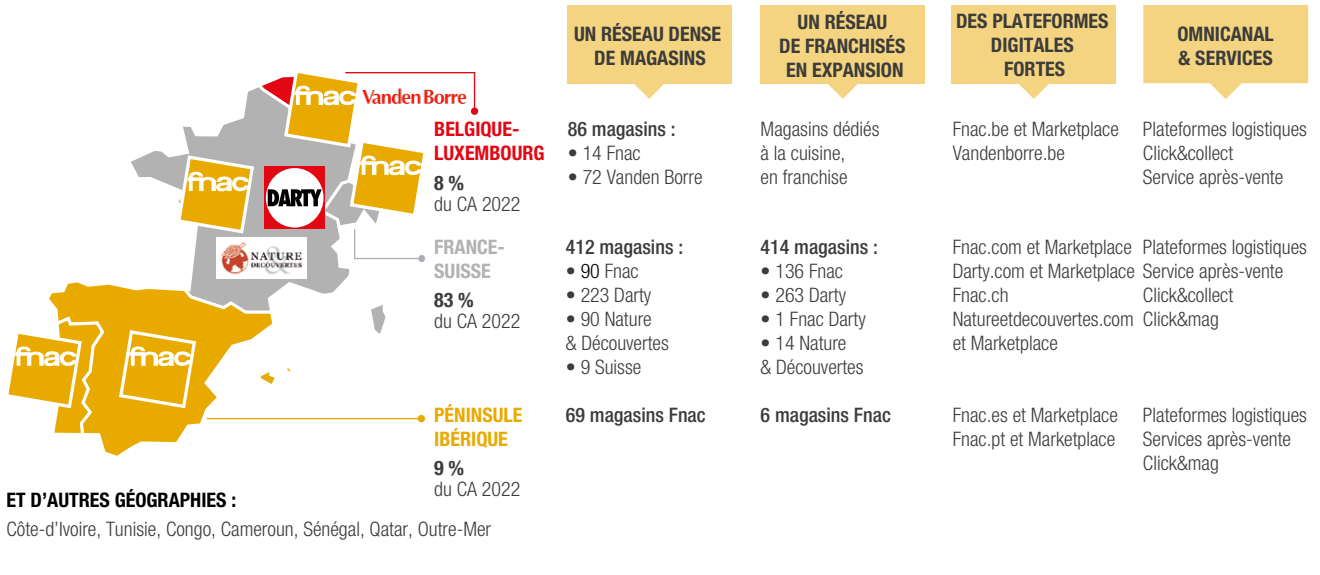 UN RÉSEAU DENSE
DE MAGASINS
UN RÉSEAU
DE FRANCHISÉS
EN EXPANSION
DES PLATEFORMES
DIGITALES
FORTES
OMNICANAL
& SERVICES
fnac
Vanden Borre
fnac
fnac
DARTY
NATURE
&
DECOUVERTES
fnac
fnac
BELGIQUE-
LUXEMBOURG
8 %
du CA 2022
86 magasins :
• 14 Fnac
• 72 Vanden Borre
Magasins dédiés
à la cuisine,
en franchise
Fnac.be et Marketplace
Vandenborre.be
Plateformes logistiques
Click&collect
Service après-vente
FRANCE-
SUISSE
83 %
du CA 2022
412 magasins :
• 90 Fnac
• 223 Darty
• 90 Nature
& Découvertes
• 9 Suisse
414 magasins :
• 136 Fnac
• 263 Darty
• 1 Fnac Darty
• 14 Nature
& Découvertes
Fnac.com et Marketplace
Darty.com et Marketplace
Fnac.ch
Natureetdecouvertes.com
et Marketplace
Plateformes logistiques
Service après-vente
Click&collect
Click&mag
PÉNINSULE
IBÉRIQUE
9 %
du CA 2022
69 magasins Fnac
6 magasins Fnac
Fnac.es et Marketplace
Fnac.pt et Marketplace
Plateformes logistiques
Services après-vente
Click&mag
ET D'AUTRES GÉOGRAPHIES :
Côte-d'Ivoire, Tunisie, Congo, Cameroun, Sénégal, Qatar, Outre-Mer